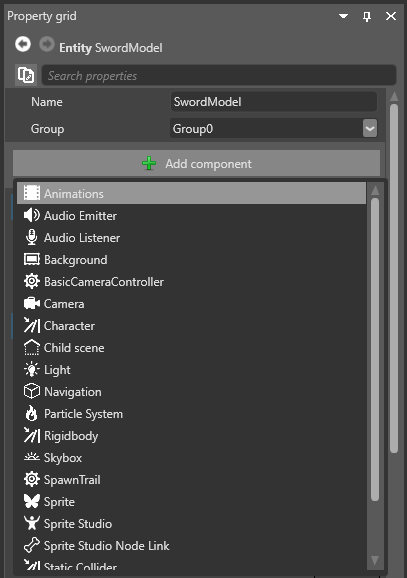 Property grid
Entity SwordModel
Search properties
Name SwordModel
Group Group0
Add component
Animations
Audio Emitter
Audio Listener
Background
BasicCameraController
Camera
Character
Child scene
Light
Navigation
Particle System
Rigidbody
Skybox
SpawnTrail
Sprite
Sprite Studio
Sprite Studio Node Link
Static Collider